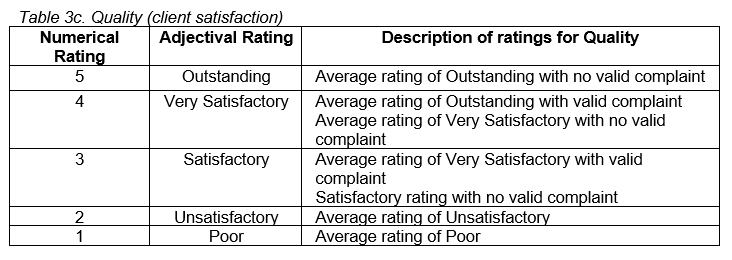 Table 3c. Quality (client satisfaction)
Numerical Rating Adjectival Rating Description of ratings for Quality
5 Outstanding Average rating of Outstanding with no valid complaint
4 Very Satisfactory Average rating of Outstanding with valid complaint
Average rating of Very Satisfactory with no valid
complaint
3 Satisfactory Average rating of Very Satisfactory with valid
complaint
Satisfactory rating with no valid complaint
2 Unsatisfactory Average rating of Unsatisfactory
1 Poor Average rating of Poor